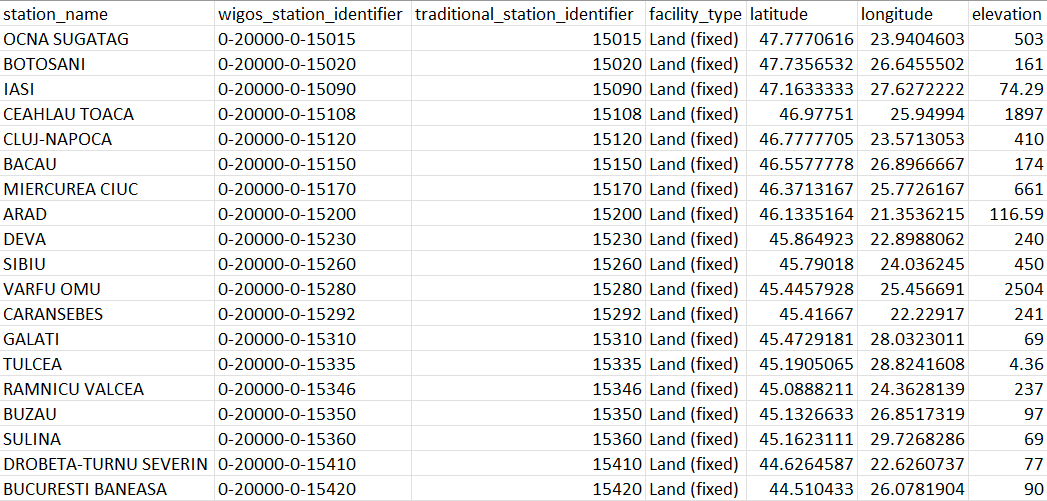 station_name wigos_station_identifier traditional_station_identifier facility_type latitude longitude elevation
OCNA SUGATAG 0-20000-0-15015 15015 Land (fixed) 47.7770616 23.9404603 503
BOTOSANI 0-20000-0-15020 15020 Land (fixed) 47.7356532 26.6455502 161
IASI 0-20000-0-15090 15090 Land (fixed) 47.1633333 27.6272222 74.29
CEAHLAU TOACA 0-20000-0-15108 15108 Land (fixed) 46.97751 25.94994 1897
CLUJ-NAPOCA 0-20000-0-15120 15120 Land (fixed) 46.7777705 23.5713053 410
BACAU 0-20000-0-15150 15150 Land (fixed) 46.5577778 26.8966667 174
MIERCUREA CIUC 0-20000-0-15170 15170 Land (fixed) 46.3713167 25.7726167 661
ARAD 0-20000-0-15200 15200 Land (fixed) 46.1335164 21.3536215 116.59
DEVA 0-20000-0-15230 15230 Land (fixed) 45.864923 22.8988062 240
SIBIU 0-20000-0-15260 15260 Land (fixed) 45.79018 24.036245 450
VARFU OMU 0-20000-0-15280 15280 Land (fixed) 45.4457928 25.456691 2504
CARANSEBES 0-20000-0-15292 15292 Land (fixed) 45.41667 22.22917 241
GALATI 0-20000-0-15310 15310 Land (fixed) 45.4729181 28.0323011 69
TULCEA 0-20000-0-15335 15335 Land (fixed) 45.1905065 28.8241608 4.36
RAMNICU VALCEA 0-20000-0-15346 15346 Land (fixed) 45.0888211 24.3628139 237
BUZAU 0-20000-0-15350 15350 Land (fixed) 45.1326633 26.8517319 97
SULINA 0-20000-0-15360 15360 Land (fixed) 45.1623111 29.7268286 69
DROBETA-TURNU SEVERIN 0-20000-0-15410 15410 Land (fixed) 44.6264587 22.6260737 77
BUCURESTI BANEASA 0-20000-0-15420 15420 Land (fixed) 44.510433 26.0781904 90